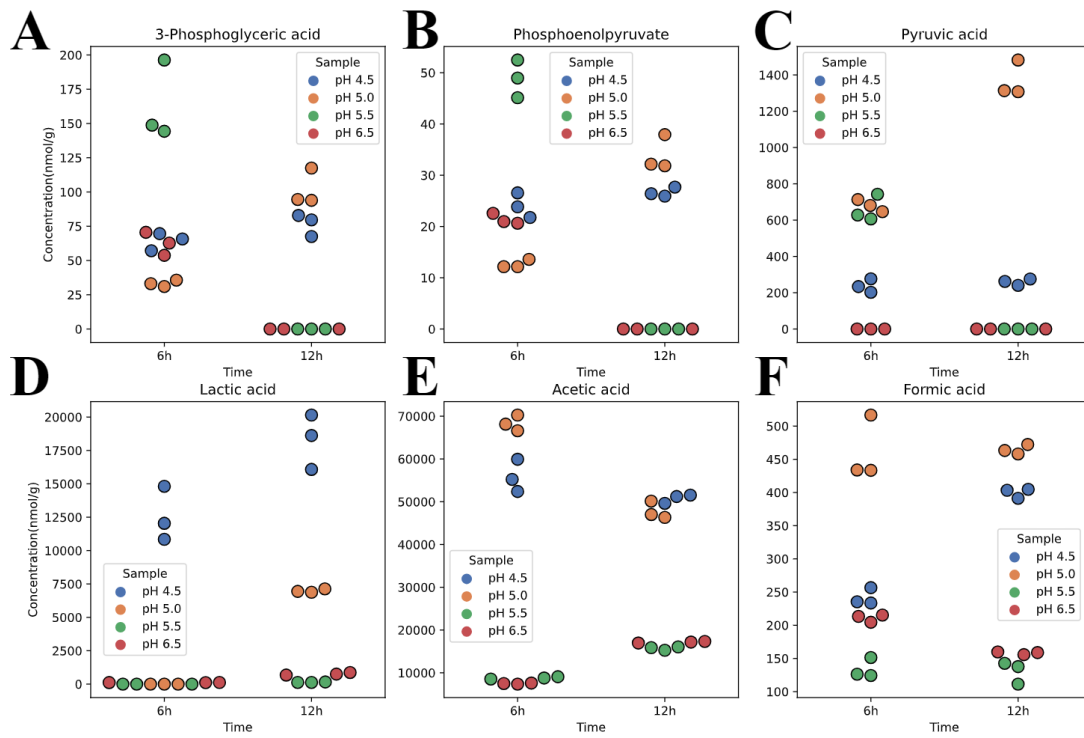 A
3-Phosphoglyceric acid
Concentration(nmol/g)
200
175
150
125
100
75
50
25
0
Sample
pH 4.5
pH 5.0
pH 5.5
pH 6.5
6h
12h
Time
B
Phosphoenolpyruvate
50
40
30
20
10
0
Sample
pH 4.5
pH 5.0
pH 5.5
pH 6.5
6h
12h
Time
C
Pyruvic acid
1400
1200
1000
800
600
400
200
0
Sample
pH 4.5
pH 5.0
pH 5.5
pH 6.5
6h
12h
Time
D
Lactic acid
Concentration(nmol/g)
20000
17500
15000
12500
10000
7500
5000
2500
0
Sample
pH 4.5
pH 5.0
pH 5.5
pH 6.5
6h
12h
Time
E
Acetic acid
70000
60000
50000
40000
30000
20000
10000
Sample
pH 4.5
pH 5.0
pH 5.5
pH 6.5
6h
12h
Time
F
Formic acid
500
450
400
350
300
250
200
150
100
Sample
pH 4.5
pH 5.0
pH 5.5
pH 6.5
6h
12h
Time